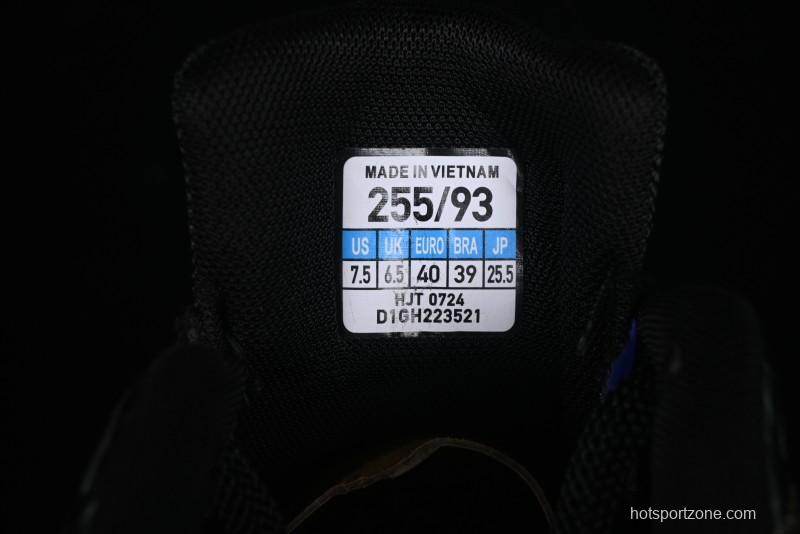 MADE IN VIETNAM
255/93
US UK EURO BRA JP
7.5 6.5 40 39 25.5
HJT 0724
D1GH223521
hotsportzone.com